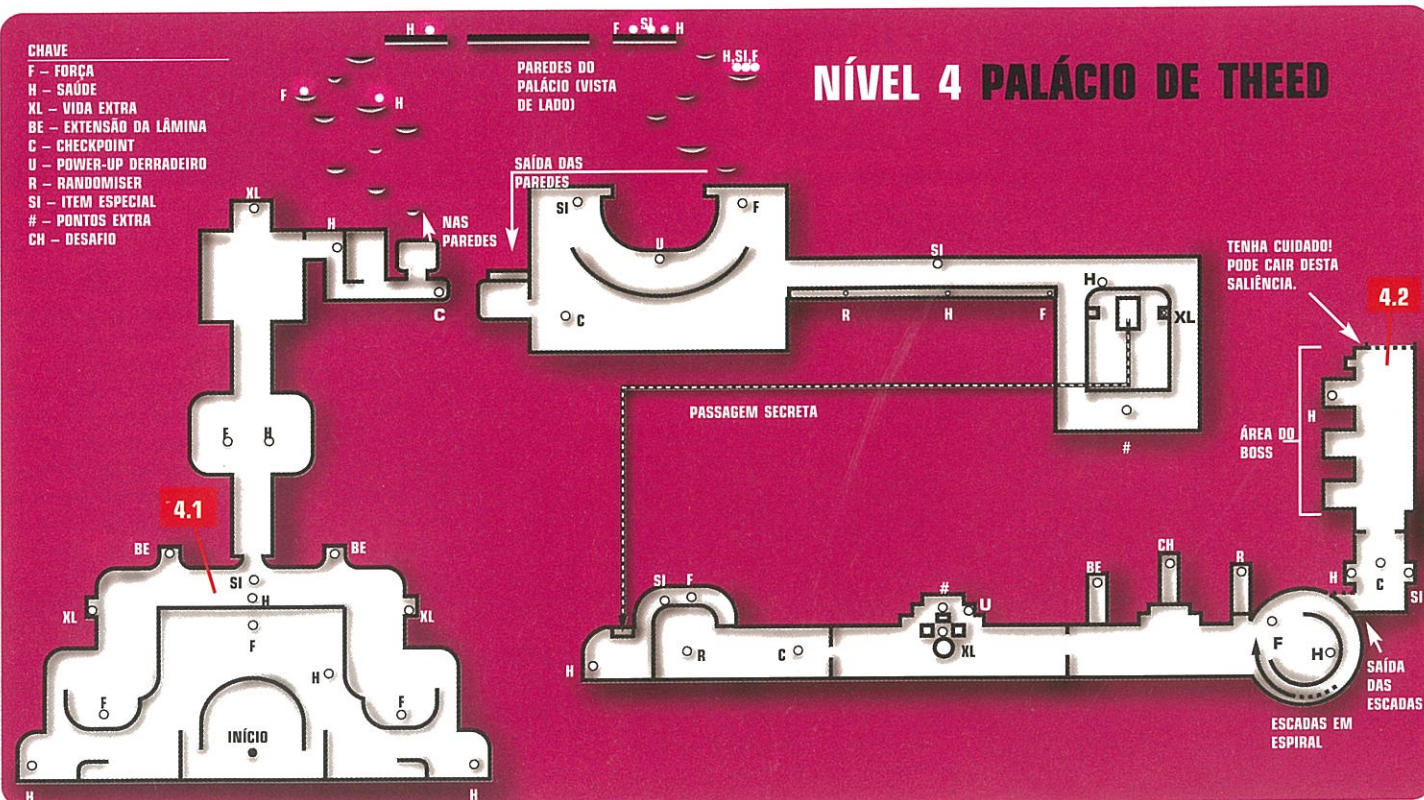 NÍVEL 4 PALÁCIO DE THEED
CHAVE
F – FORÇA
H – SAÚDE
XL – VIDA EXTRA
BE – EXTENSÃO DA LÂMINA
C – CHECKPOINT
U – POWER-UP DERRADEIRO
R – RANDOMISER
SI – ITEM ESPECIAL
# – PONTOS EXTRA
CH – DESAFIO
H
F SI H
H,SI,F
PAREDES DO
PALÁCIO (VISTA
DE LADO)
F
H
SAÍDA DAS
PAREDES
NAS
PAREDES
XL
H
C
SI
F
U
C
SI
R
H
F
H
XL
H
#
PASSAGEM SECRETA
TENHA CUIDADO!
PODE CAIR DESTA
SALIÊNCIA.
4.2
ÁREA DO
BOSS
H
F
H
4.1
BE
BE
SI
H
XL
XL
F
H
F
F
INÍCIO
H
H
SI
F
H
R
C
#
U
XL
BE
CH
R
H
C
SI
F
H
SAÍDA
DAS
ESCADAS
ESCADAS EM
ESPIRAL